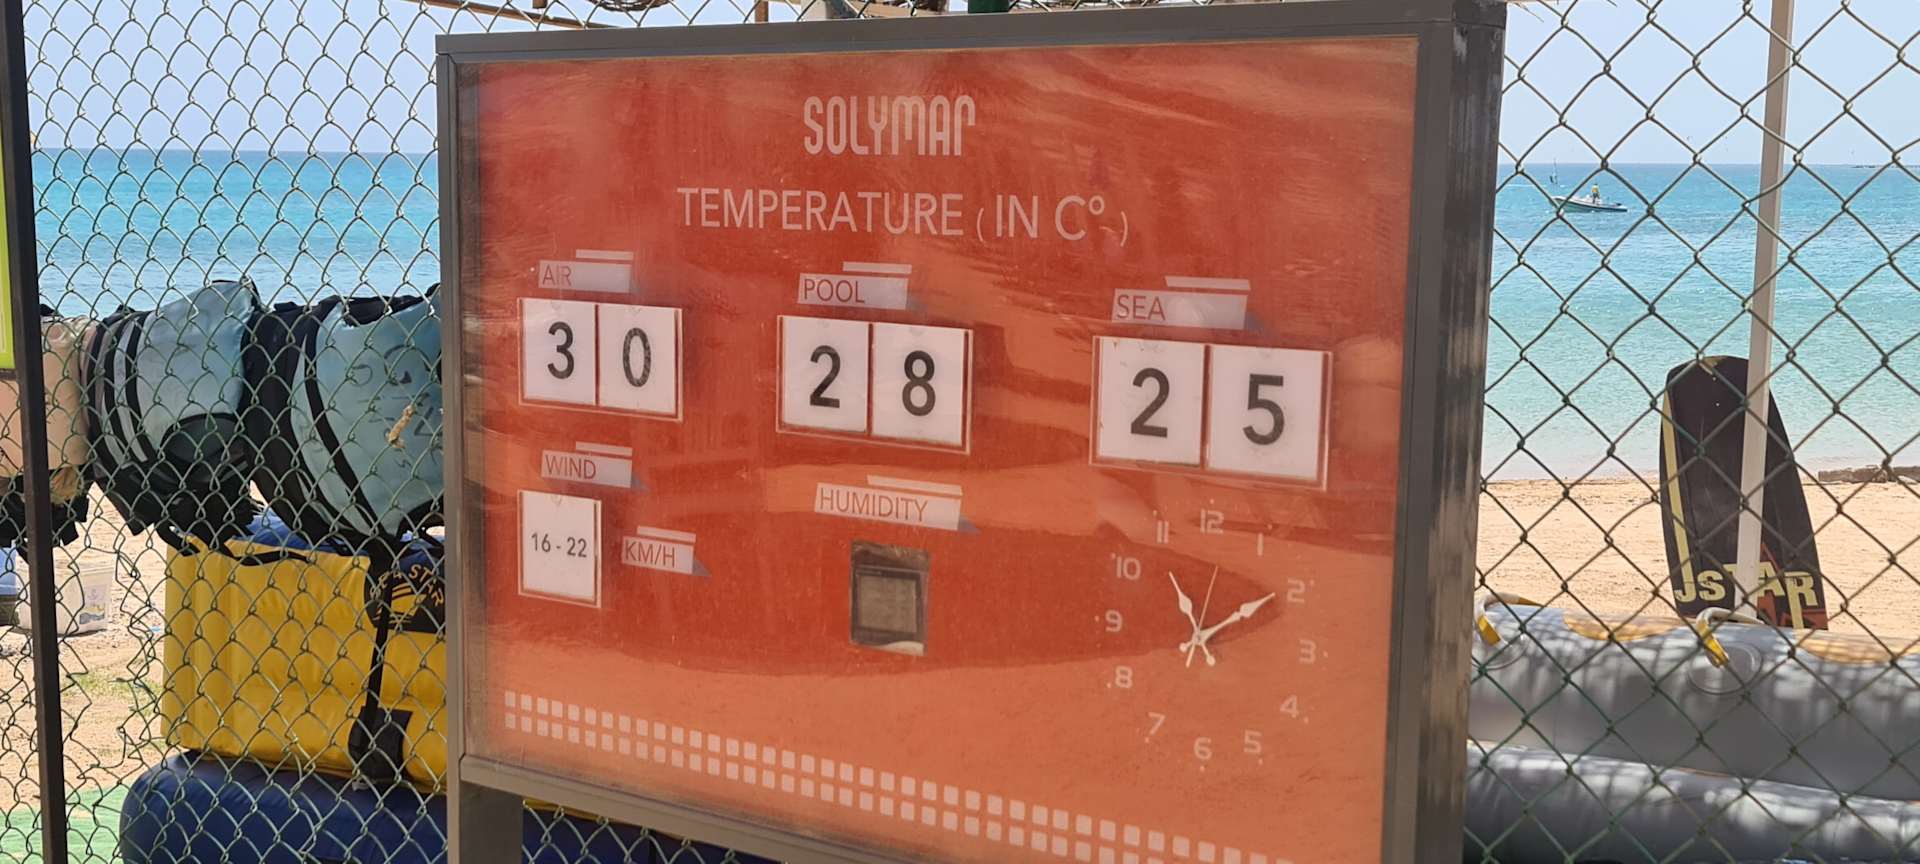 SOLYMAR
TEMPERATURE (IN C°)
AIR
30
POOL
28
SEA
25
WIND
16-22
KM/H
HUMIDITY
12
1
2
3
4
5
6
7
8
9
10
11
STAR
JSTAR